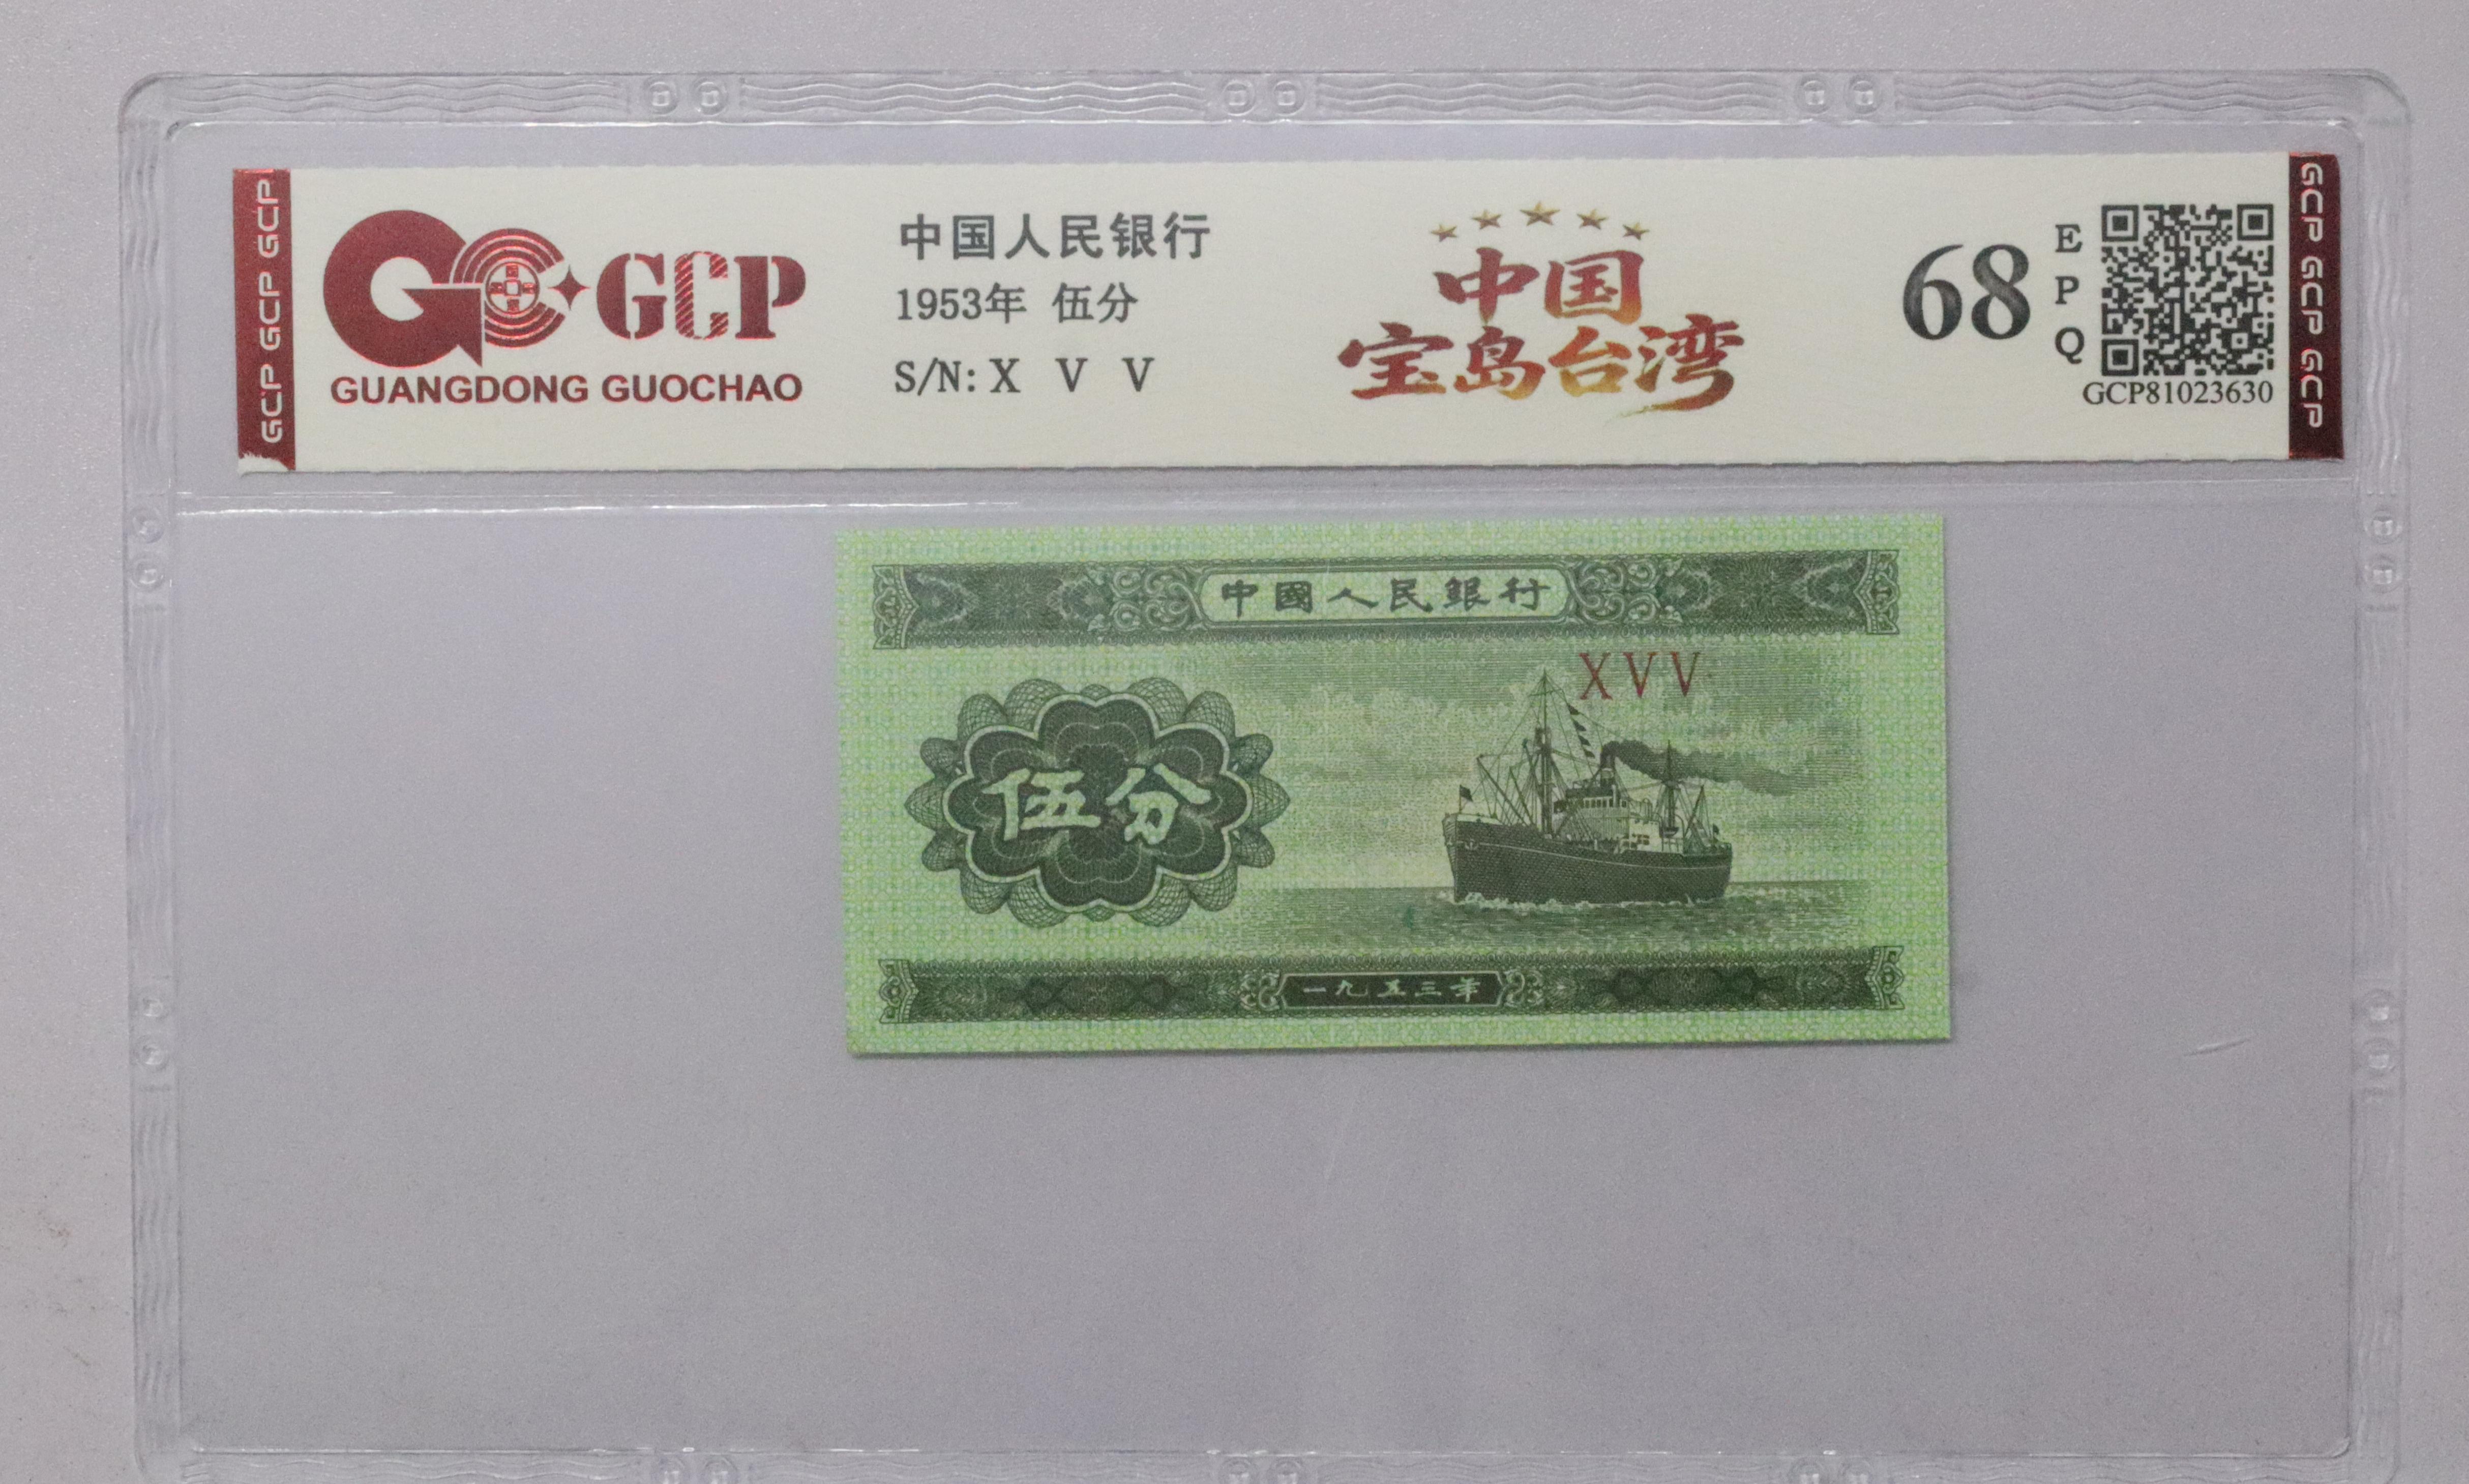 GCP GCP GCP
GCP
GUANGDONG GUOCHAO
中国人民银行
1953年 伍分
S/N: X V V
中国
宝岛台湾
68
E
P
Q
GCP81023630
GCP GCP GCP
中國人民銀行
XVV
伍分
一九五三年